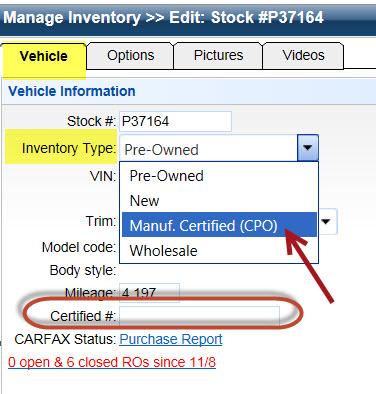 Manage Inventory >> Edit: Stock #P37164
Vehicle Options Pictures Videos
Vehicle Information
Stock #: P37164
Inventory Type: Pre-Owned
Pre-Owned
VIN:
New
Manuf. Certified (CPO)
Trim:
Wholesale
Model code:
Body style:
Mileage: 4 197
Certified #:
CARFAX Status: Purchase Report
0 open & 6 closed ROs since 11/8